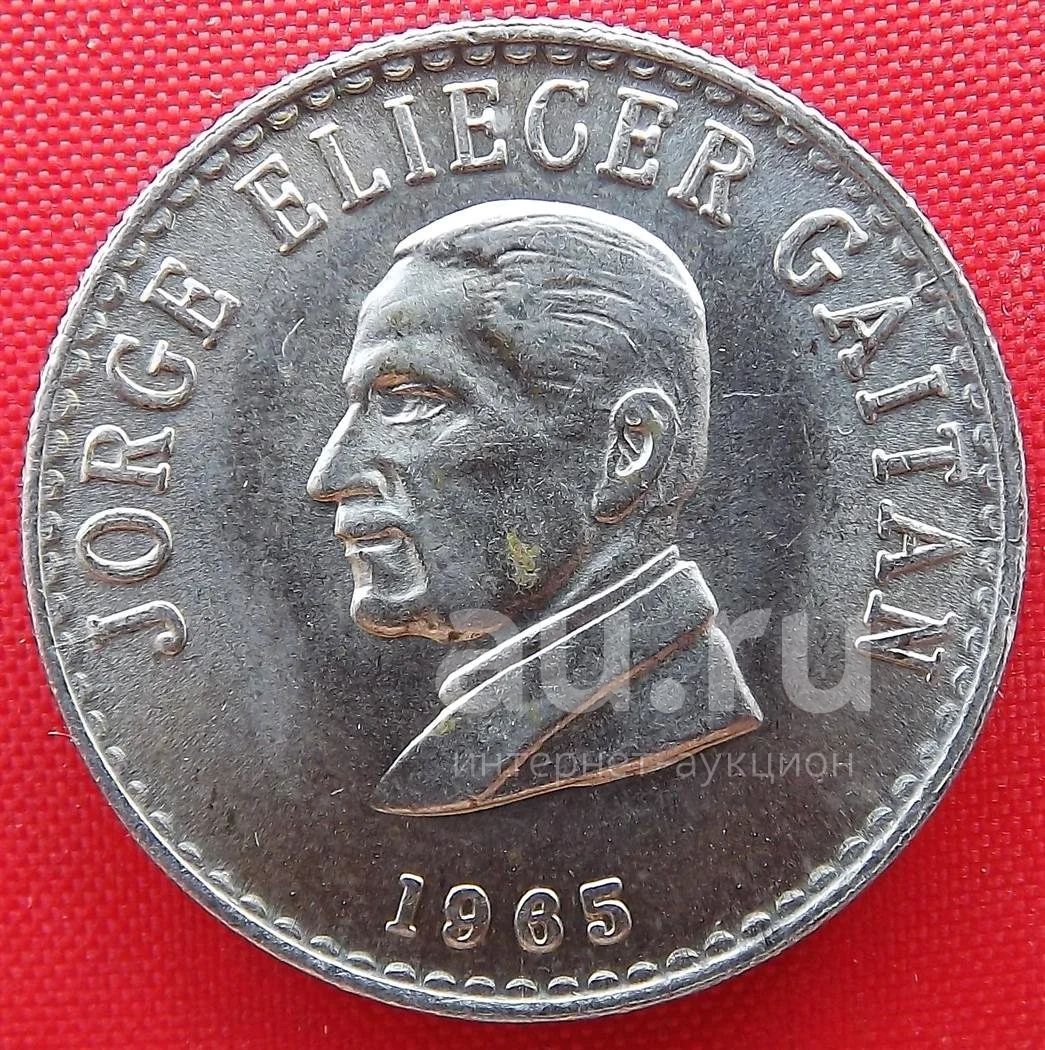 JORGE ELIECER GAITAN
au.ru
интернет аукцион
1965